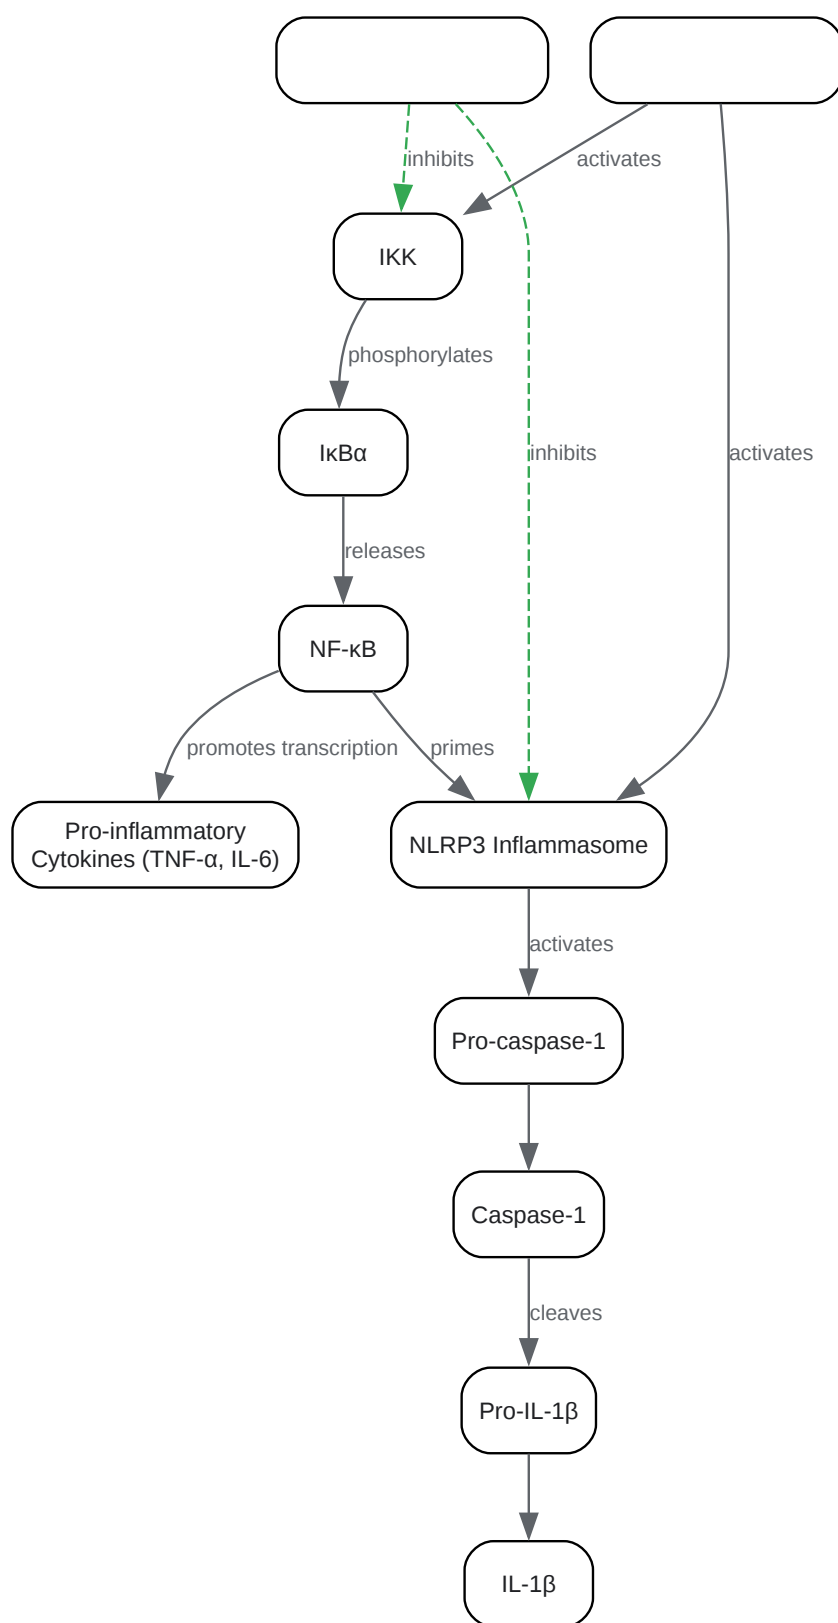 inhibits
activates
IKK
phosphorylates
IκBα
inhibits
activates
releases
NF-κB
promotes transcription
primes
Pro-inflammatory
Cytokines (TNF-α, IL-6)
NLRP3 Inflammasome
activates
Pro-caspase-1
Caspase-1
cleaves
Pro-IL-1β
IL-1β